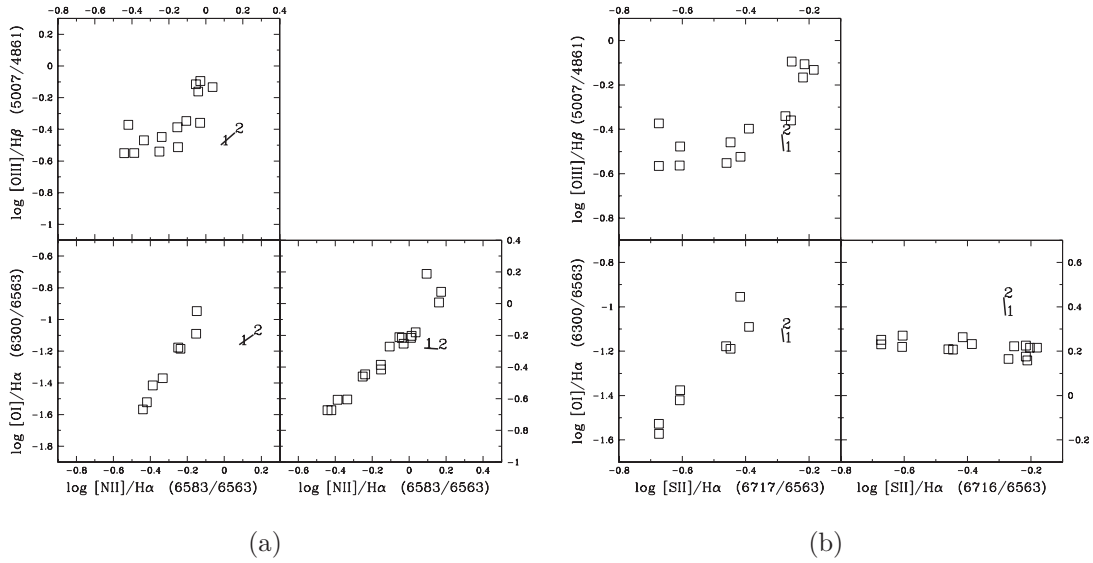 −0.8 −0.6 −0.4 −0.2 0 0.2 0.4
0.2
0
−0.2
−0.4
−0.6
−0.8
−1
log [OIII]/Hβ (5007/4861)
1 2
−0.6
−0.8
−1
−1.2
−1.4
−1.6
−1.8
log [OI]/Hα (6300/6563)
1 2
1 2
0.4
0.2
0
−0.2
−0.4
−0.6
−0.8
−1
−0.8 −0.6 −0.4 −0.2 0 0.2
−0.6 −0.4 −0.2 0 0.2 0.4
log [NII]/Hα (6583/6563)
log [NII]/Hα (6583/6563)
(a)
−0.8 −0.6 −0.4 −0.2
0
−0.2
−0.4
−0.6
−0.8
log [OIII]/Hβ (5007/4861)
2
1
−0.8
−1
−1.2
−1.4
−1.6
log [OI]/Hα (6300/6563)
2
1
2
1
0.6
0.4
0.2
0
−0.2
−0.8 −0.6 −0.4 −0.2
−0.8 −0.6 −0.4 −0.2
log [SII]/Hα (6717/6563)
log [SII]/Hα (6716/6563)
(b)